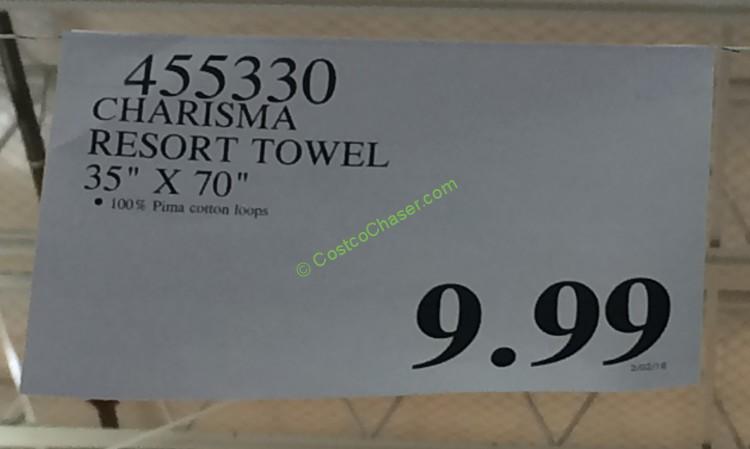 455330
CHARISMA
RESORT TOWEL
35" X 70"
• 100% Pima cotton loops
© CostcoChaser.com
9.99